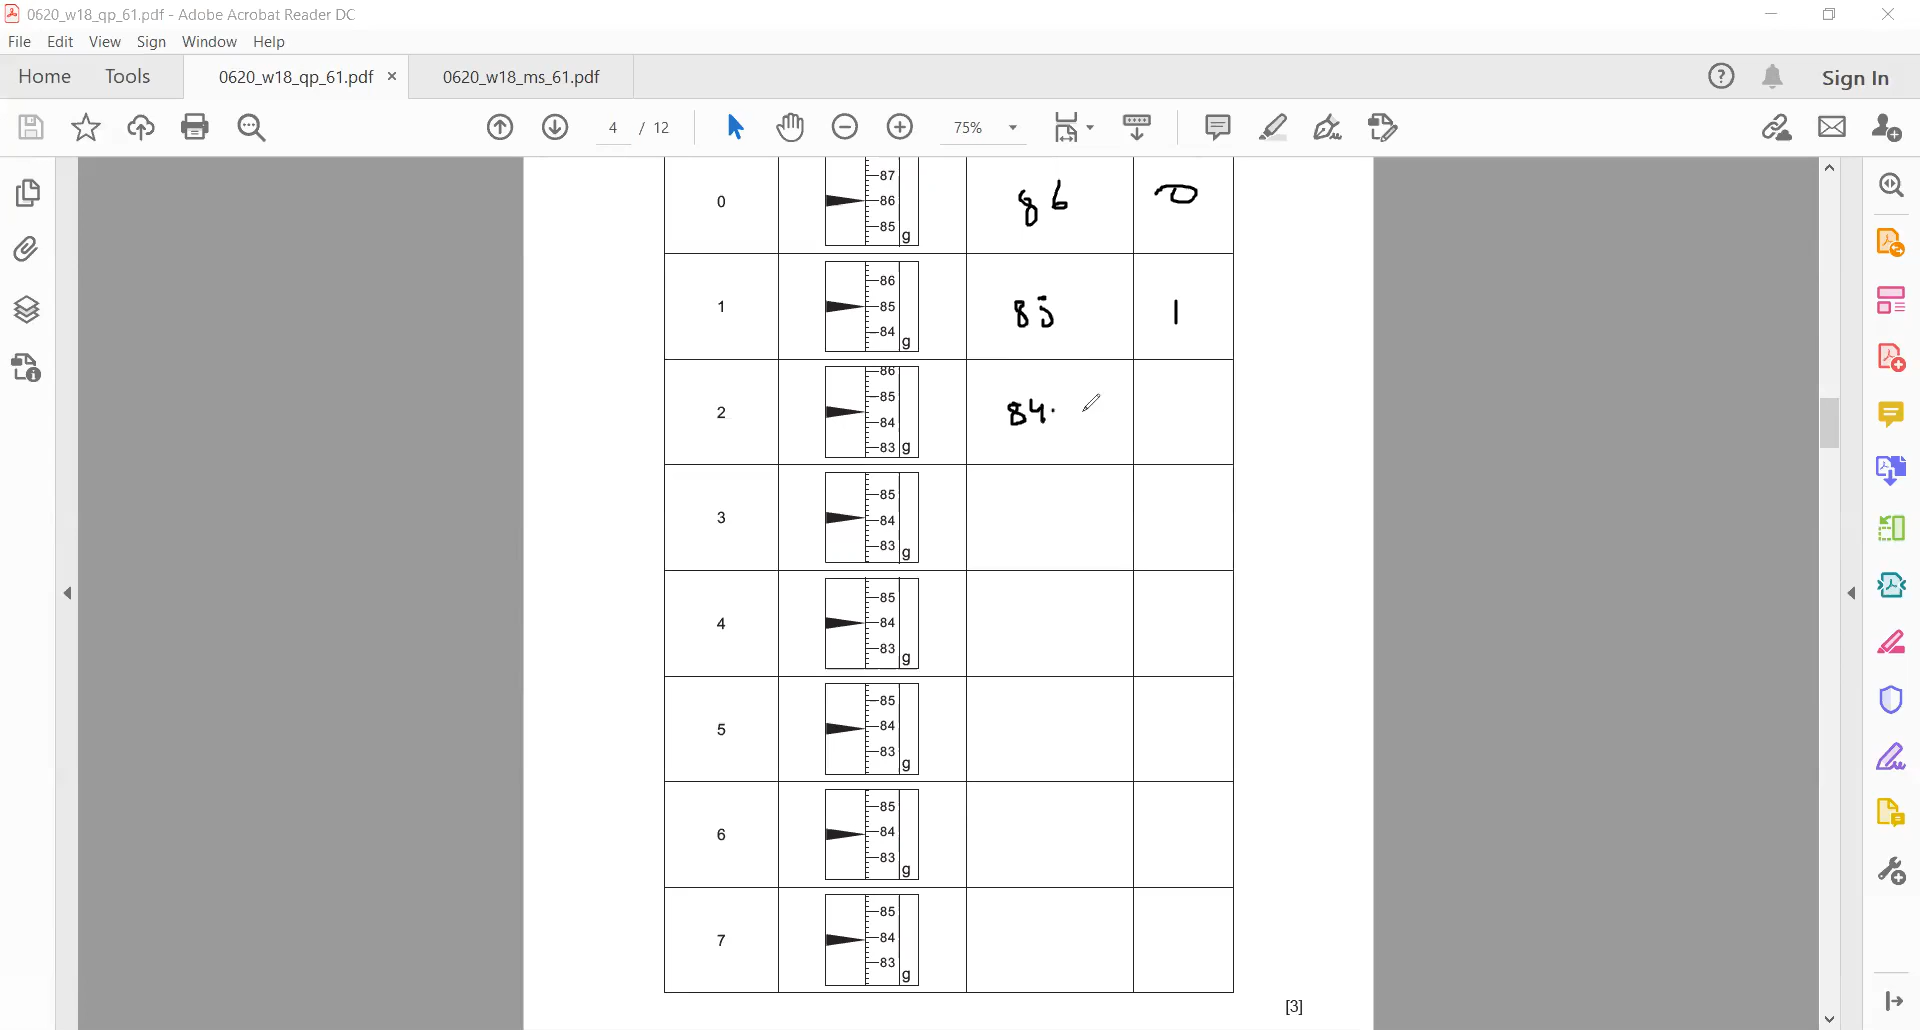 0620_w18_qp_61.pdf - Adobe Acrobat Reader DC
File Edit View Sign Window Help
Home Tools 0620_w18_qp_61.pdf × 0620_w18_ms_61.pdf Sign In
4 / 12 75%
0 87 86 85 g 86 0
1 86 85 84 g 85 1
2 86 85 84 83 g 84.
3 85 84 83 g
4 85 84 83 g
5 85 84 83 g
6 85 84 83 g
7 85 84 83 g
[3]